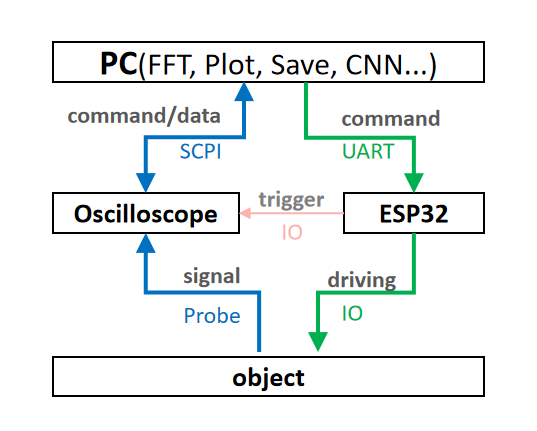 PC(FFT, Plot, Save, CNN...)
command/data
command
SCPI
UART
Oscilloscope
trigger
IO
ESP32
signal
driving
Probe
IO
object